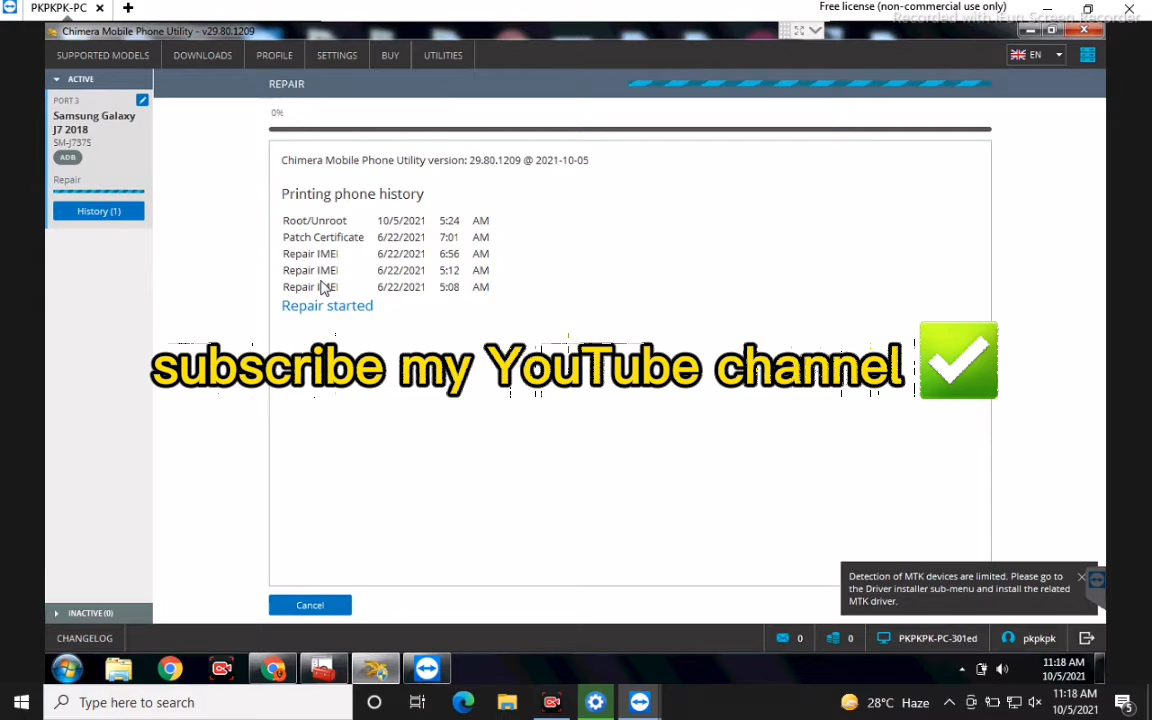 PKPKPK-PC
Free license (non-commercial use only)
Recorded with iFun Screen Recorder
Chimera Mobile Phone Utility - v29.80.1209
SUPPORTED MODELS DOWNLOADS PROFILE SETTINGS BUY UTILITIES EN
ACTIVE
REPAIR
PORT 3
Samsung Galaxy
J7 2018
SM-J737S
ADB
Repair
History (1)
0%
Chimera Mobile Phone Utility version: 29.80.1209 @ 2021-10-05
Printing phone history
Root/Unroot 10/5/2021 5:24 AM
Patch Certificate 6/22/2021 7:01 AM
Repair IMEI 6/22/2021 6:56 AM
Repair IMEI 6/22/2021 5:12 AM
Repair IMEI 6/22/2021 5:08 AM
Repair started
subscribe my YouTube channel
Detection of MTK devices are limited. Please go to
the Driver installer sub-menu and install the related
MTK driver.
Cancel
INACTIVE (0)
CHANGELOG 0 0 PKPKPK-PC-301ed pkpkpk
11:18 AM
10/5/2021
Type here to search
28°C Haze
11:18 AM
10/5/2021
5